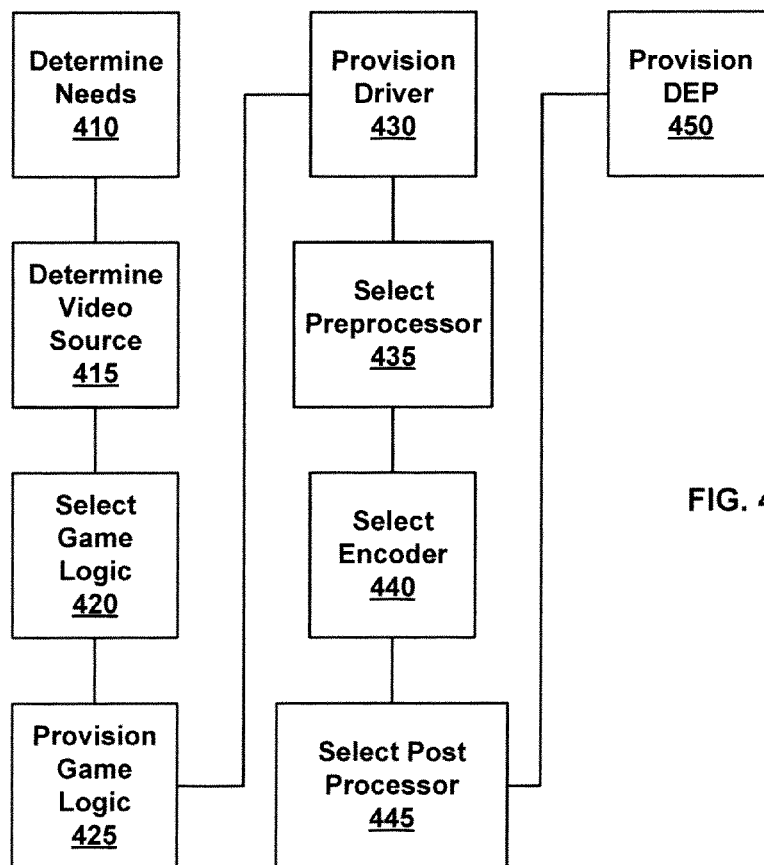 Determine
Needs
410
Determine
Video
Source
415
Select
Game
Logic
420
Provision
Game
Logic
425
Provision
Driver
430
Select
Preprocessor
435
Select
Encoder
440
Select Post
Processor
445
Provision
DEP
450
FIG. 4